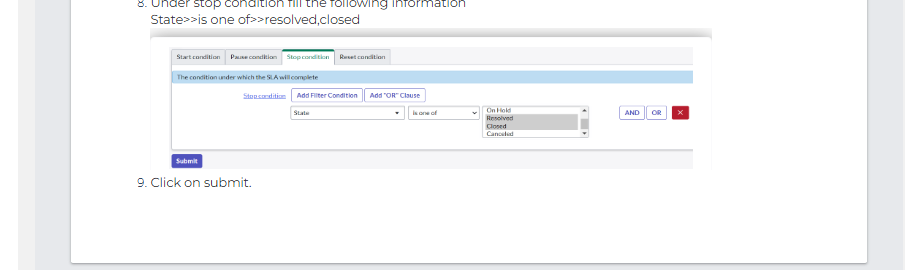 8. Under stop condition fill the following information
State>>is one of>>resolved,closed
Start condition Pause condition Stop condition Reset condition
The condition under which the SLA will complete
Stop condition Add Filter Condition Add "OR" Clause
State is one of On Hold AND OR
Resolved
Closed
Canceled
Submit
9. Click on submit.